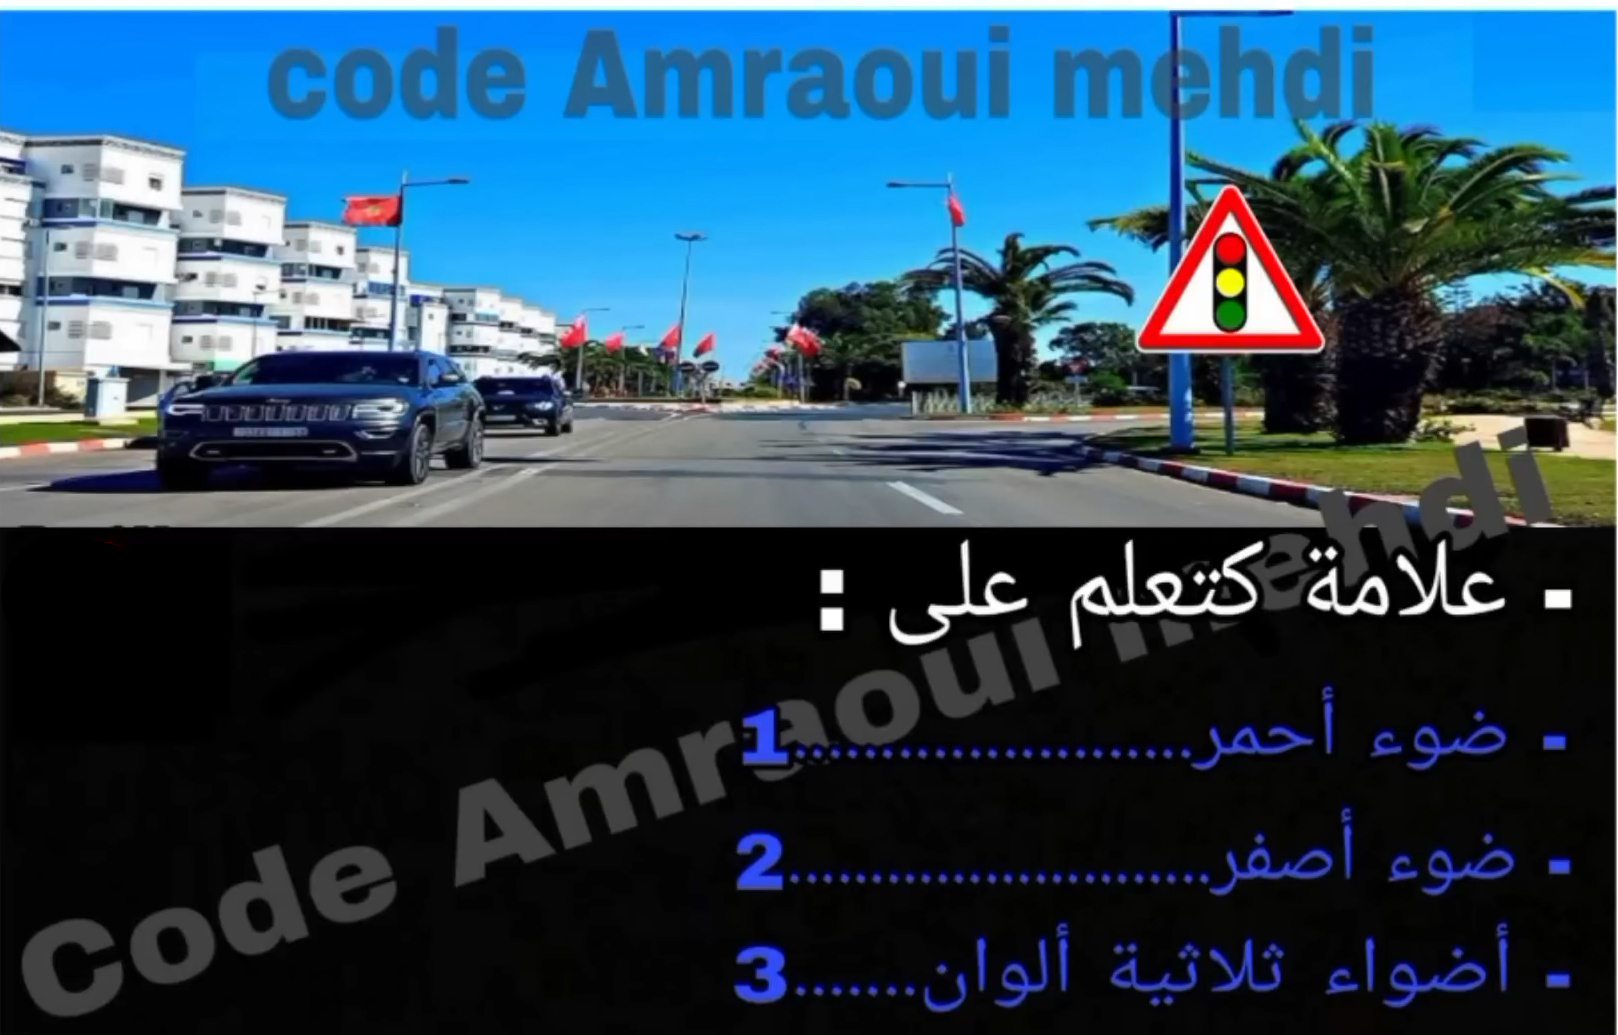 code Amraoui mehdi
- علامة كتعلم على :
- ضوء أحمر.........................1
- ضوء أصفر..........................2
- أضواء ثلاثية ألوان.......3
Code Amraoui mehdi